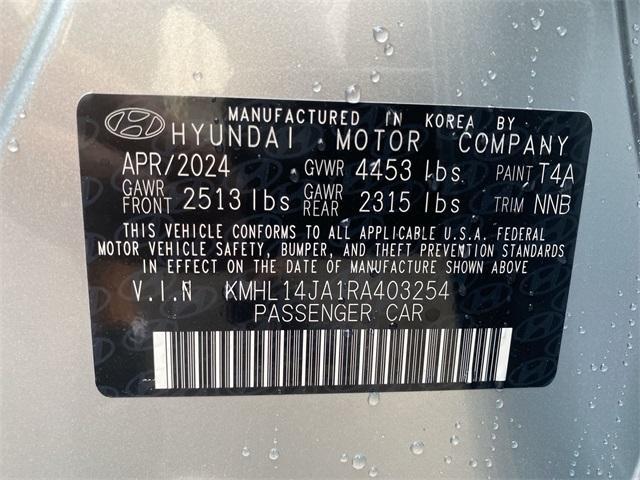 MANUFACTURED IN KOREA BY
HYUNDAI MOTOR COMPANY
APR/2024 GVWR 4453 lbs. PAINT T4A
GAWR FRONT 2513 lbs GAWR REAR 2315 lbs TRIM NNB
THIS VEHICLE CONFORMS TO ALL APPLICABLE U.S.A. FEDERAL
MOTOR VEHICLE SAFETY, BUMPER, AND THEFT PREVENTION STANDARDS
IN EFFECT ON THE DATE OF MANUFACTURE SHOWN ABOVE
V.I.N KMHL14JA1RA403254
PASSENGER CAR